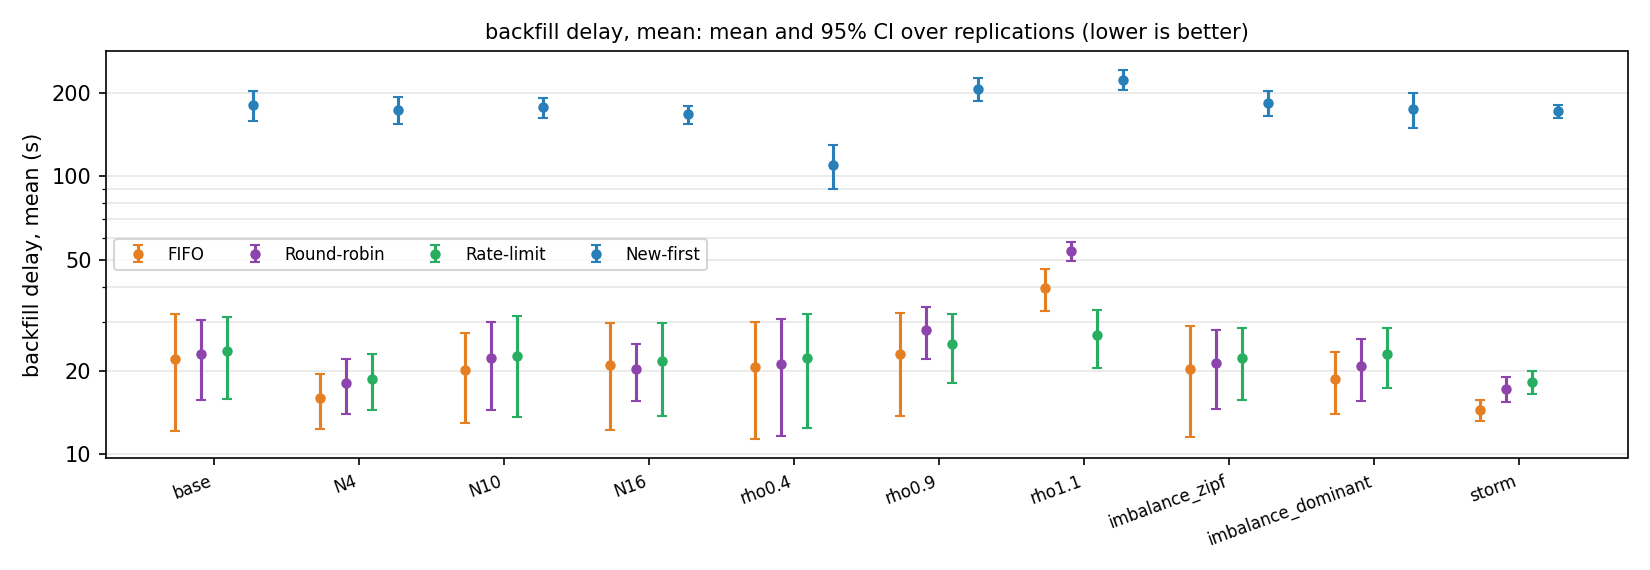 backfill delay, mean: mean and 95% CI over replications (lower is better)
backfill delay, mean (s)
200
100
50
20
10
FIFO Round-robin Rate-limit New-first
base N4 N10 N16 rho0.4 rho0.9 rho1.1 imbalance_zipf imbalance_dominant storm